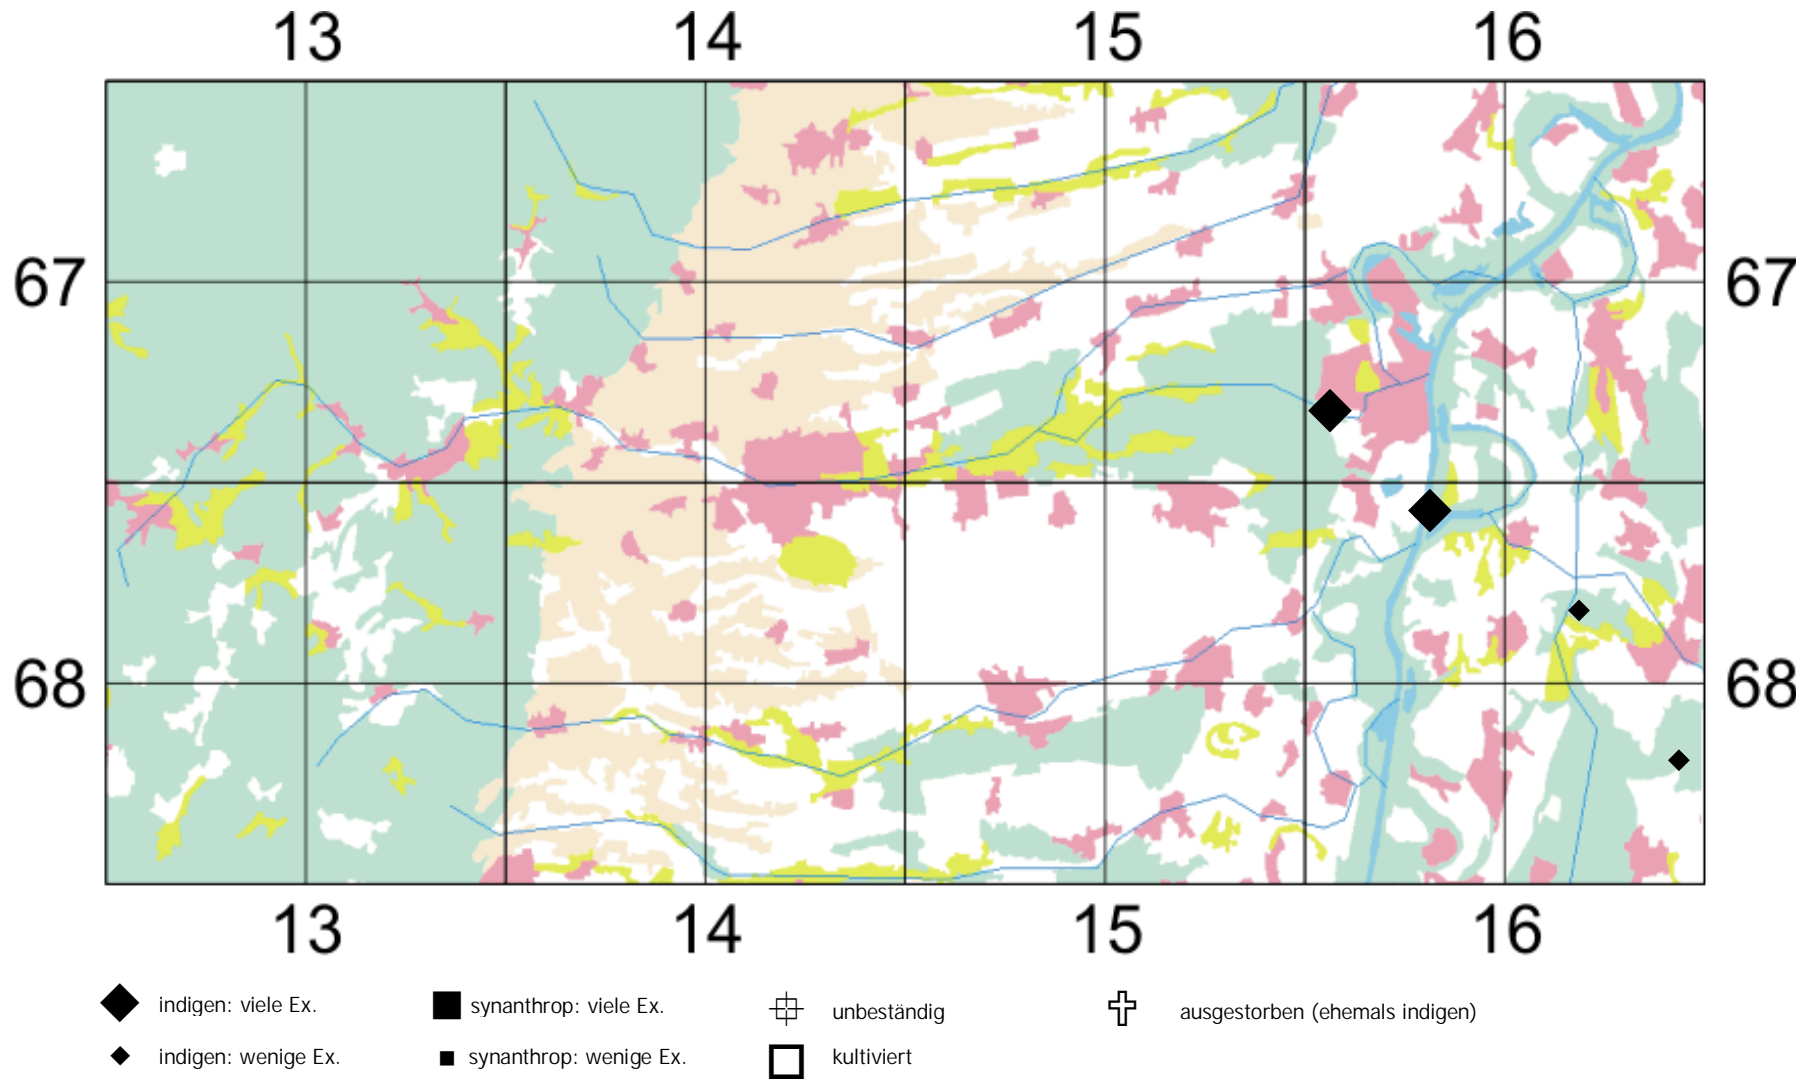 13 14 15 16
67 67
68 68
13 14 15 16
indigen: viele Ex. synanthrop: viele Ex. unbeständig ausgestorben (ehemals indigen)
indigen: wenige Ex. synanthrop: wenige Ex. kultiviert